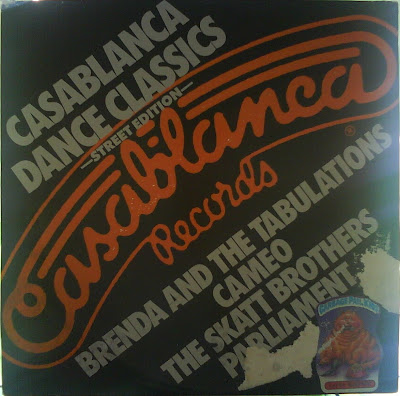 CASABLANCA
DANCE CLASSICS
—STREET EDITION—
Casablanca
Records
®
BRENDA AND THE TABULATIONS
CAMEO
THE SKATT BROTHERS
PARLIAMENT